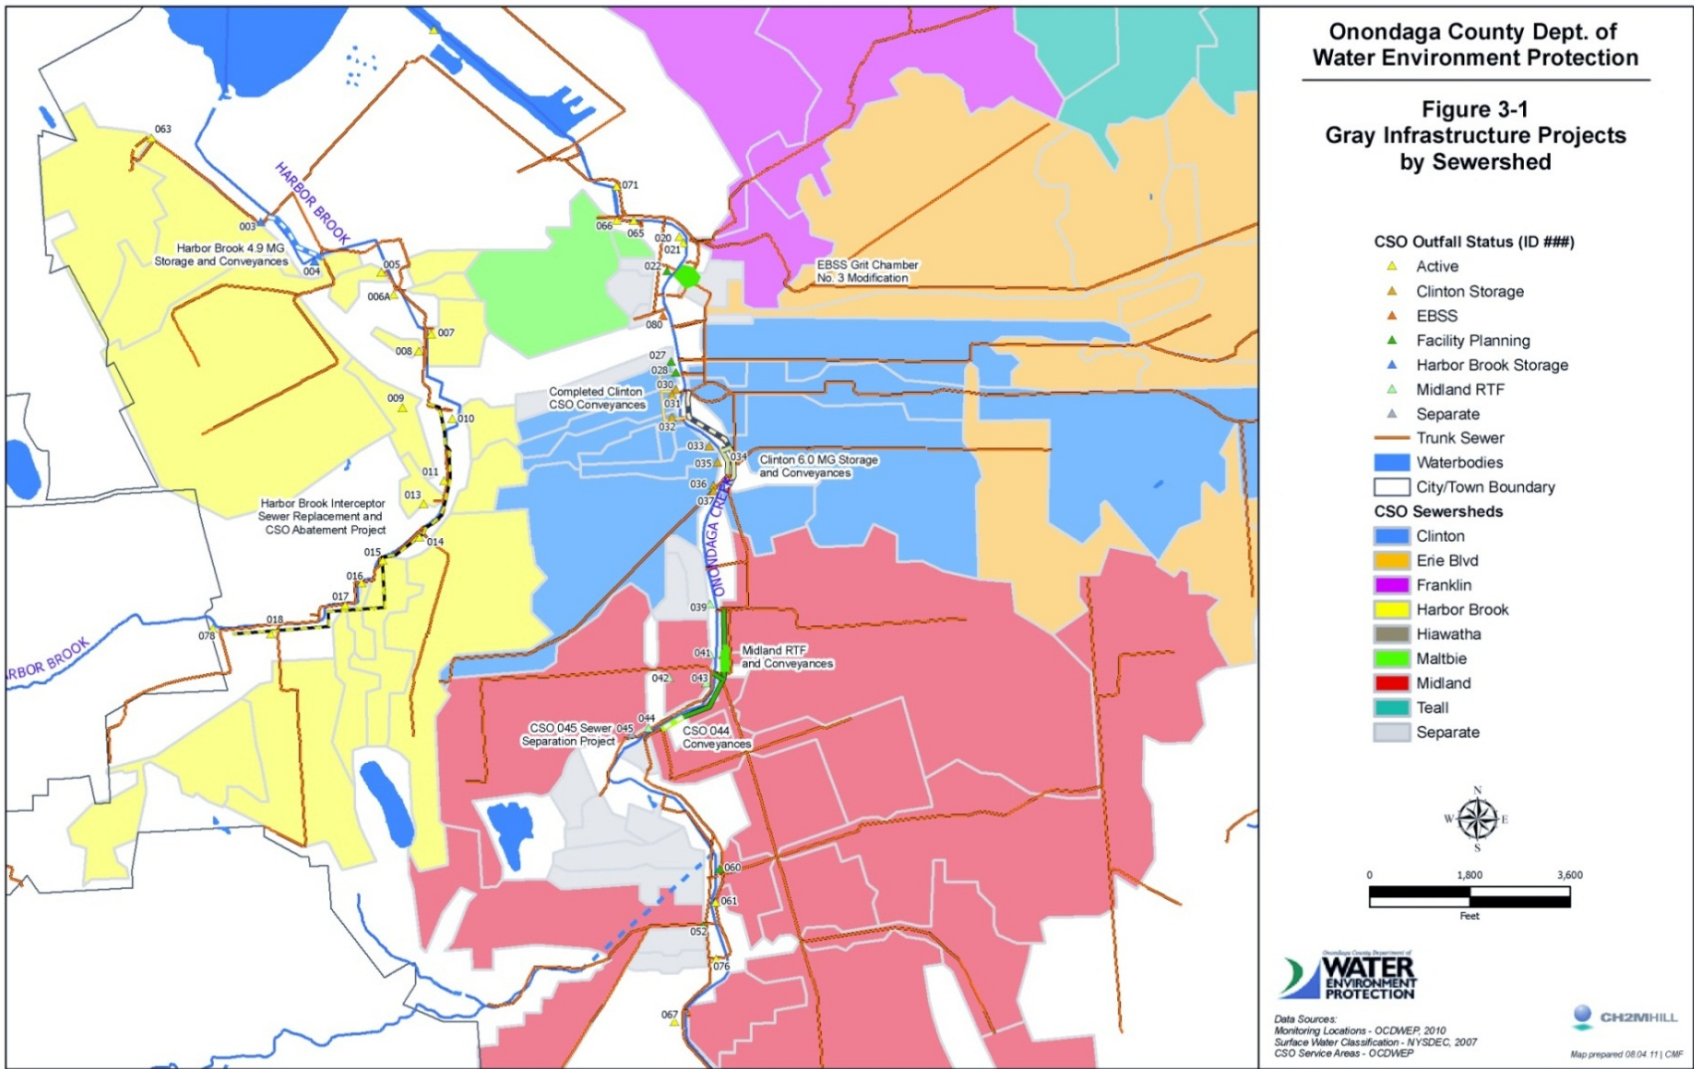 Onondaga County Dept. of
Water Environment Protection
Figure 3-1
Gray Infrastructure Projects
by Sewershed
CSO Outfall Status (ID ###)
Active
Clinton Storage
EBSS
Facility Planning
Harbor Brook Storage
Midland RTF
Separate
Trunk Sewer
Waterbodies
City/Town Boundary
CSO Sewersheds
Clinton
Erie Blvd
Franklin
Harbor Brook
Hiawatha
Maltbie
Midland
Teall
Separate
N
W E
S
0 1,800 3,600
Feet
Onondaga County Department of
WATER
ENVIRONMENT
PROTECTION
Data Sources:
Monitoring Locations - OCDWEP, 2010
Surface Water Classification - NYSDEC, 2007
CSO Service Areas - OCDWEP
CH2MHILL
Map prepared 08.04.11 | CMF
063
HARBOR BROOK
003
Harbor Brook 4.9 MG
Storage and Conveyances
004
005
006A
007
008
009
010
011
013
Harbor Brook Interceptor
Sewer Replacement and
CSO Abatement Project
014
015
016
017
018
078
RBOR BROOK
071
066
065
020
021
022
EBSS Grit Chamber
No. 3 Modification
080
027
028
030
Completed Clinton
CSO Conveyances
031
032
033
034
035
Clinton 6.0 MG Storage
and Conveyances
036
037
ONONDAGA CREEK
039
041
Midland RTF
and Conveyances
042
043
044
CSO 045 Sewer
Separation Project
045
CSO 044
Conveyances
060
061
052
076
067